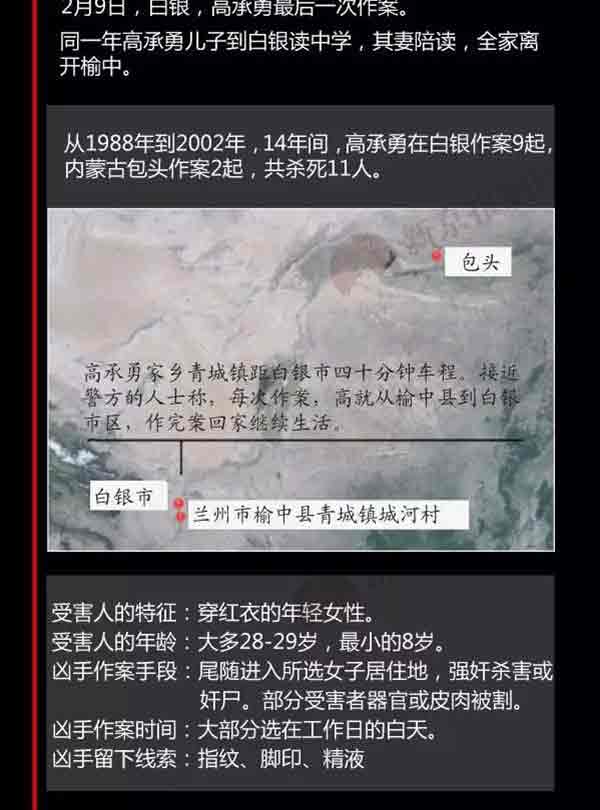 2月9日，白银，高承勇最后一次作案。
同一年高承勇儿子到白银读中学，其妻陪读，全家离
开榆中。
从1988年到2002年，14年间，高承勇在白银作案9起，
内蒙古包头作案2起，共杀死11人。
包头
高承勇家乡青城镇距白银市四十分钟车程。接近
警方的人士称，每次作案，高就从榆中县到白银
市区，作完案回家继续生活。
白银市
兰州市榆中县青城镇城河村
受害人的特征：穿红衣的年轻女性。
受害人的年龄：大多28-29岁，最小的8岁。
凶手作案手段：尾随进入所选女子居住地，强奸杀害或
奸尸。部分受害者器官或皮肉被割。
凶手作案时间：大部分选在工作日的白天。
凶手留下线索：指纹、脚印、精液